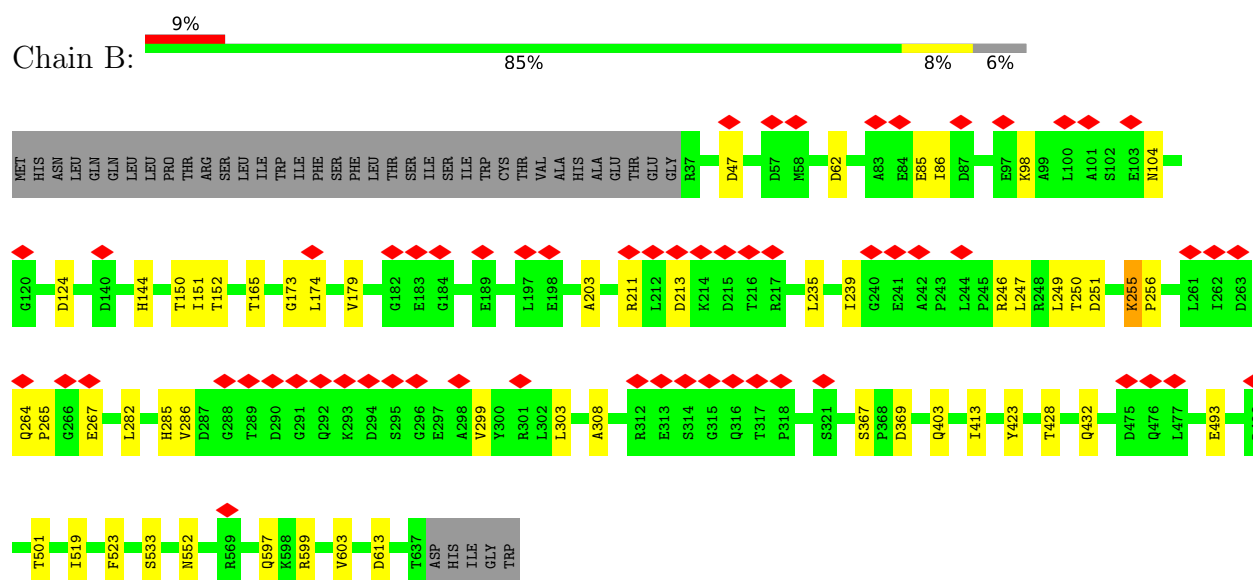 9%
Chain B:
85% 8% 6%
MET HIS ASN LEU GLN GLN LEU LEU PRO THR ARG SER LEU ILE TRP ILE PHE SER PHE LEU THR SER ILE SER ILE TRP CYS THR VAL ALA HIS ALA GLU THR GLU GLY R37 D47 D57 M58 D62 A83 E84 E85 I86 D87 E97 K98 A99 L100 A101 S102 E103 N104
G120 D124 D140 H144 T150 I151 T152 T165 G173 L174 V179 G182 E183 G184 E189 L197 E198 A203 R211 L212 D213 K214 D215 T216 R217 L235 I239 G240 E241 A242 P243 L244 P245 R246 L247 R248 L249 T250 D251 K255 P256 L261 I262 D263
Q264 P265 G266 E267 L282 H285 V286 D287 G288 T289 D290 G291 Q292 K293 D294 S295 G296 E297 A298 V299 Y300 R301 L302 L303 A308 R312 E313 S314 G315 Q316 T317 P318 S321 S367 P368 D369 Q403 I413 Y423 T428 Q432 D475 Q476 L477 E493
T501 I519 F523 S533 N552 R569 Q597 K598 R599 V603 D613 T637 ASP HIS ILE GLY TRP